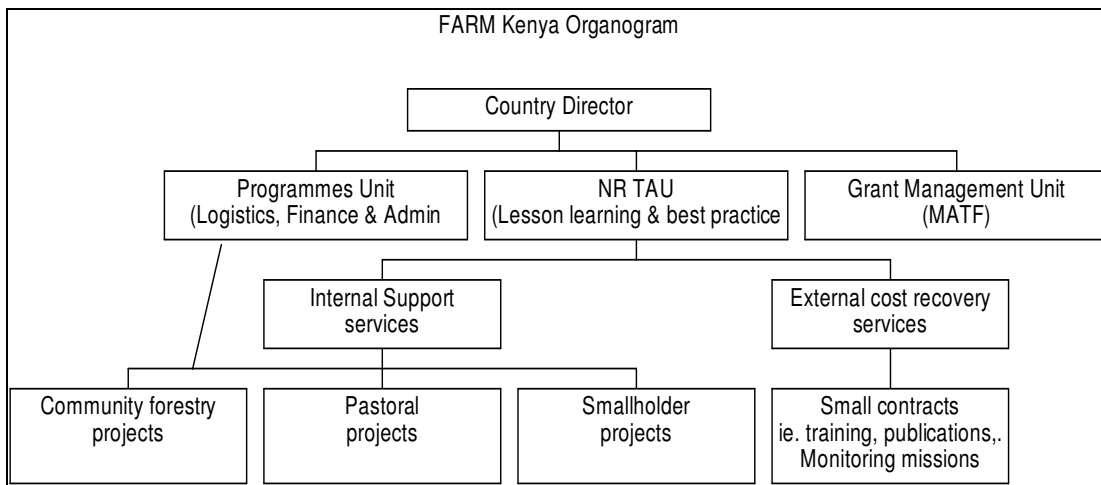 FARM Kenya Organogram
Country Director
Programmes Unit
(Logistics, Finance & Admin
NR TAU
(Lesson learning & best practice
Grant Management Unit
(MATF)
Internal Support
services
External cost recovery
services
Community forestry
projects
Pastoral
projects
Smallholder
projects
Small contracts
ie. training, publications,.
Monitoring missions